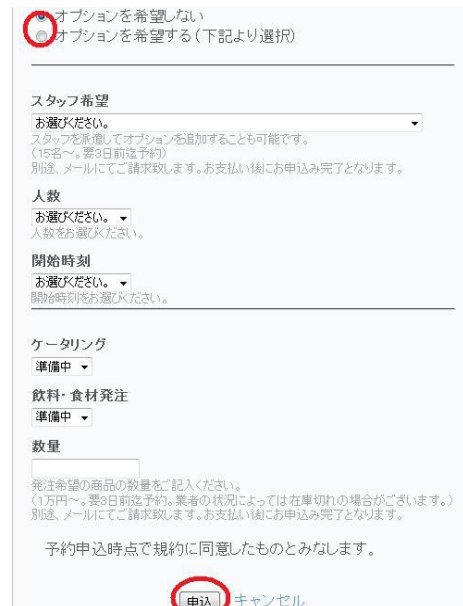 オプションを希望しない
オプションを希望する(下記より選択)
スタッフ希望
お選びください。
スタッフを派遣してオプションを追加することも可能です。
(15名～。要3日前迄予約)
別途、メールにてご請求致します。お支払い後にお申込み完了となります。
人数
お選びください。
人数をお選びください。
開始時刻
お選びください。
開始時刻をお選びください。
ケータリング
準備中
飲料・食材発注
準備中
数量
発注希望の商品の数量をご記入ください。
(1万円～。要3日前迄予約。業者の状況によっては在庫切れの場合がございます。)
別途、メールにてご請求致します。お支払い後にお申込み完了となります。
予約申込時点で規約に同意したものとみなします。
申込 キャンセル